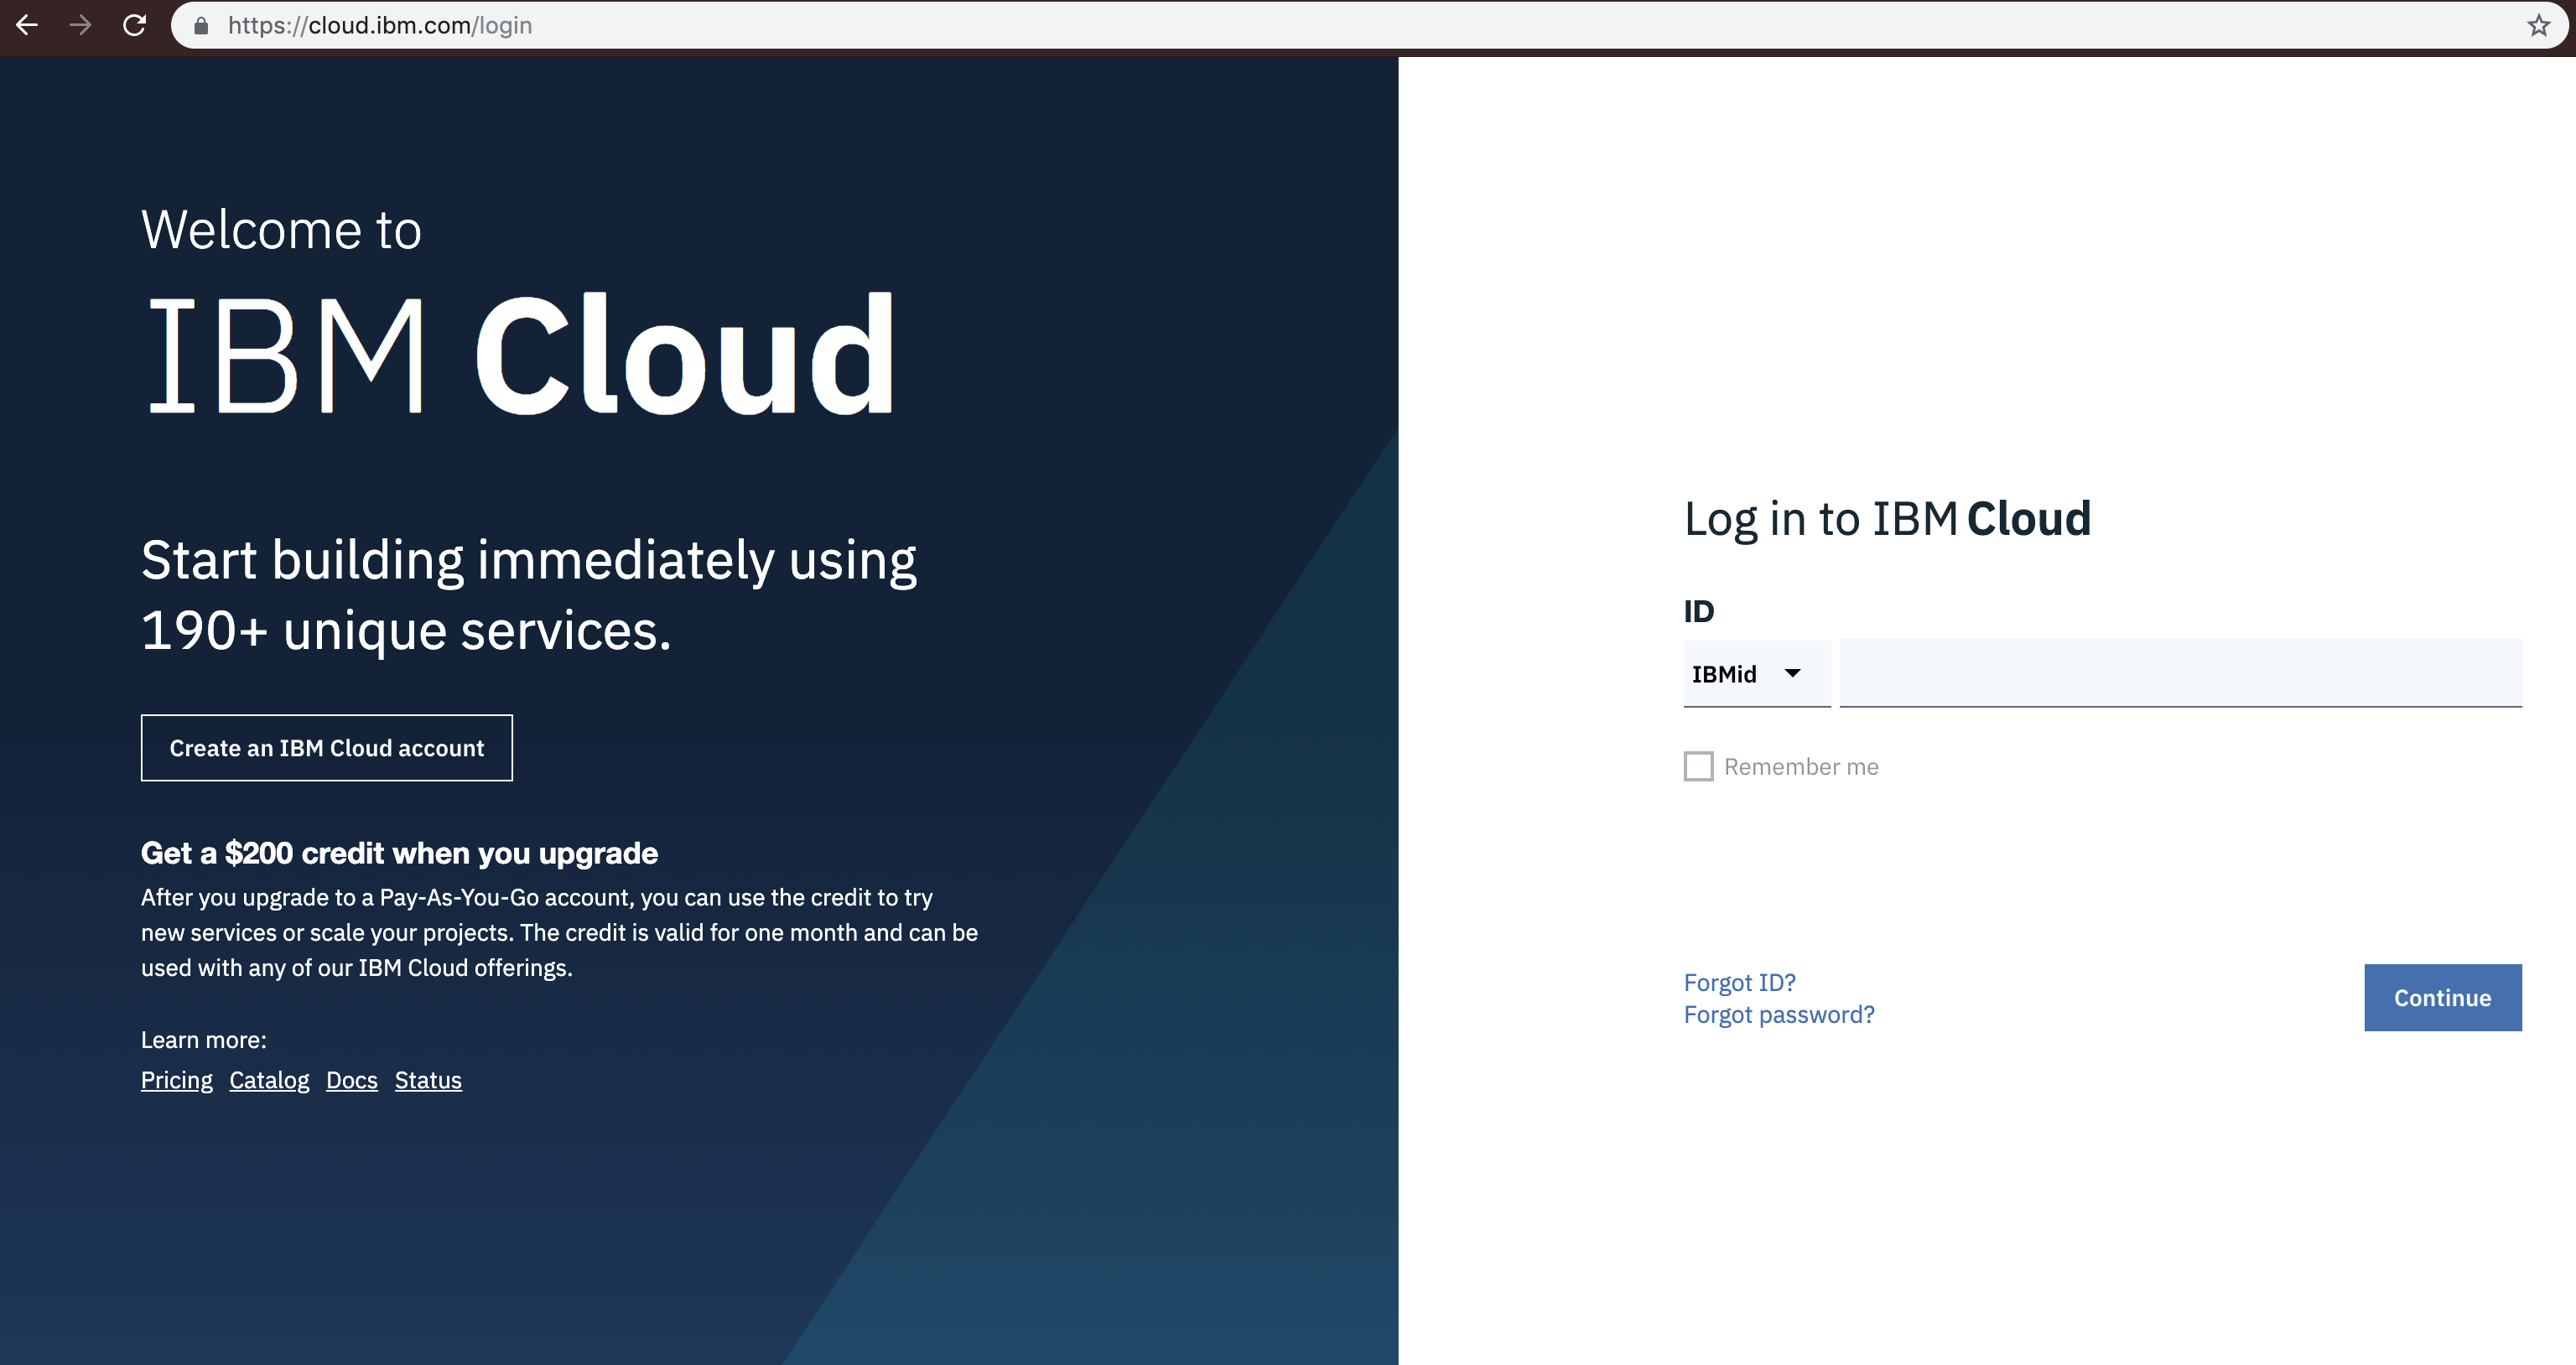 https://cloud.ibm.com/login
Welcome to
IBM Cloud
Start building immediately using
190+ unique services.
Create an IBM Cloud account
Get a $200 credit when you upgrade
After you upgrade to a Pay-As-You-Go account, you can use the credit to try
new services or scale your projects. The credit is valid for one month and can be
used with any of our IBM Cloud offerings.
Learn more:
Pricing Catalog Docs Status
Log in to IBM Cloud
ID
IBMid
Remember me
Forgot ID?
Forgot password?
Continue